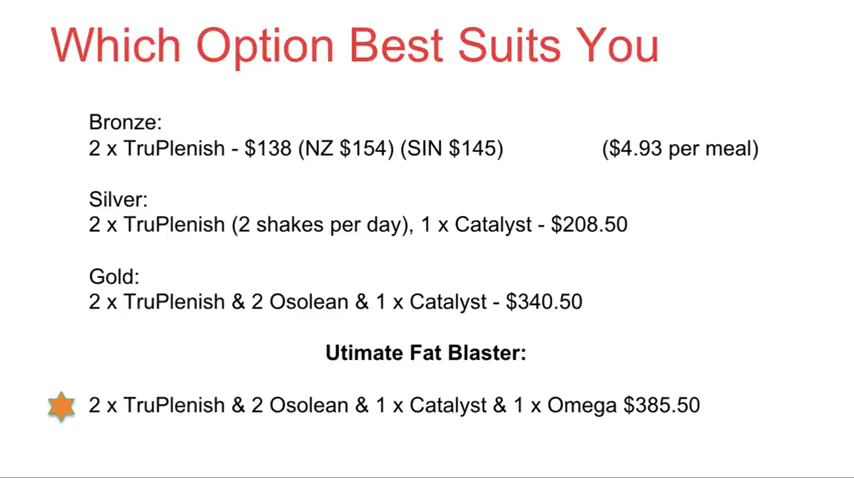 Which Option Best Suits You
Bronze:
2 x TruPlenish - $138 (NZ $154) (SIN $145) ($4.93 per meal)
Silver:
2 x TruPlenish (2 shakes per day), 1 x Catalyst - $208.50
Gold:
2 x TruPlenish & 2 Osolean & 1 x Catalyst - $340.50
Utimate Fat Blaster:
2 x TruPlenish & 2 Osolean & 1 x Catalyst & 1 x Omega $385.50